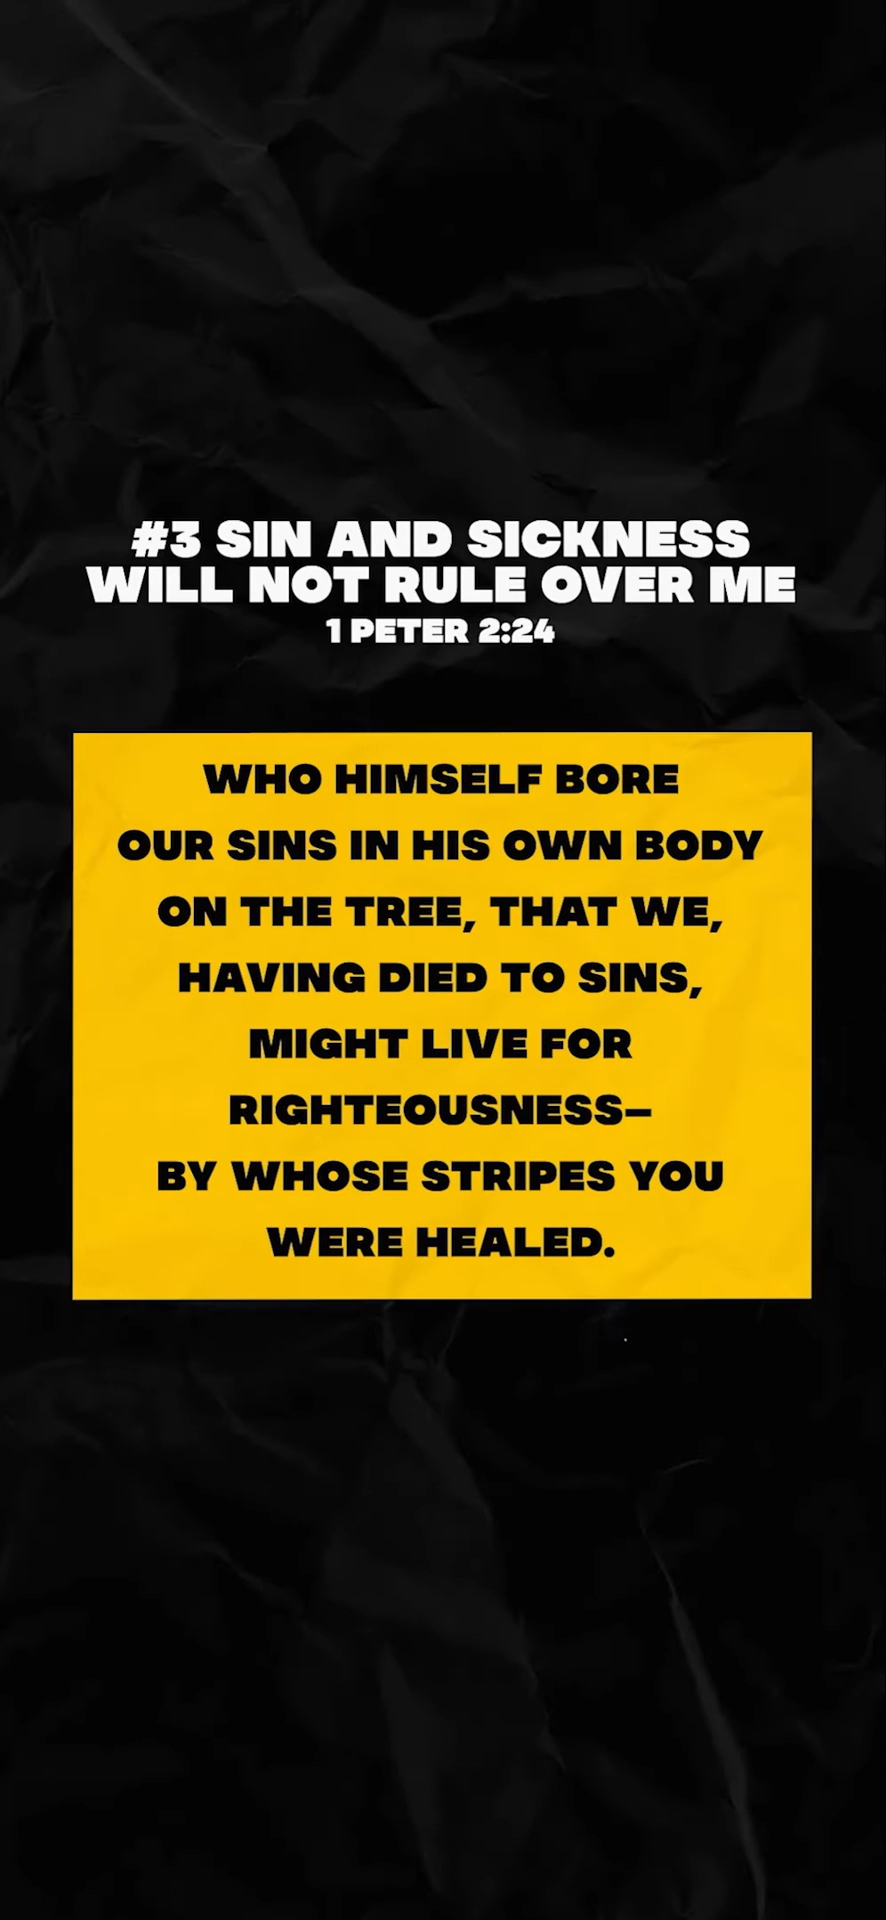 #3 SIN AND SICKNESS
WILL NOT RULE OVER ME
1 PETER 2:24
WHO HIMSELF BORE
OUR SINS IN HIS OWN BODY
ON THE TREE, THAT WE,
HAVING DIED TO SINS,
MIGHT LIVE FOR
RIGHTEOUSNESS–
BY WHOSE STRIPES YOU
WERE HEALED.